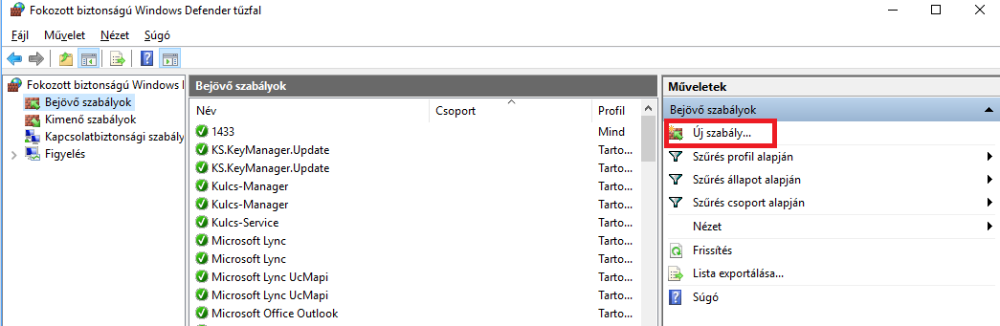 Fokozott biztonságú Windows Defender tűzfal
Fájl Művelet Nézet Súgó
Fokozott biztonságú Windows
Bejövő szabályok
Kimenő szabályok
Kapcsolatbiztonsági szabály
Figyelés
Bejövő szabályok
Név Csoport Profil
1433 Mind
KS.KeyManager.Update Tarto...
KS.KeyManager.Update Tarto...
Kulcs-Manager Tarto...
Kulcs-Manager Tarto...
Kulcs-Service Tarto...
Microsoft Lync Tarto...
Microsoft Lync Tarto...
Microsoft Lync UcMapi Tarto...
Microsoft Lync UcMapi Tarto...
Microsoft Office Outlook Tarto...
Műveletek
Bejövő szabályok
Új szabály...
Szűrés profil alapján
Szűrés állapot alapján
Szűrés csoport alapján
Nézet
Frissítés
Lista exportálása...
Súgó